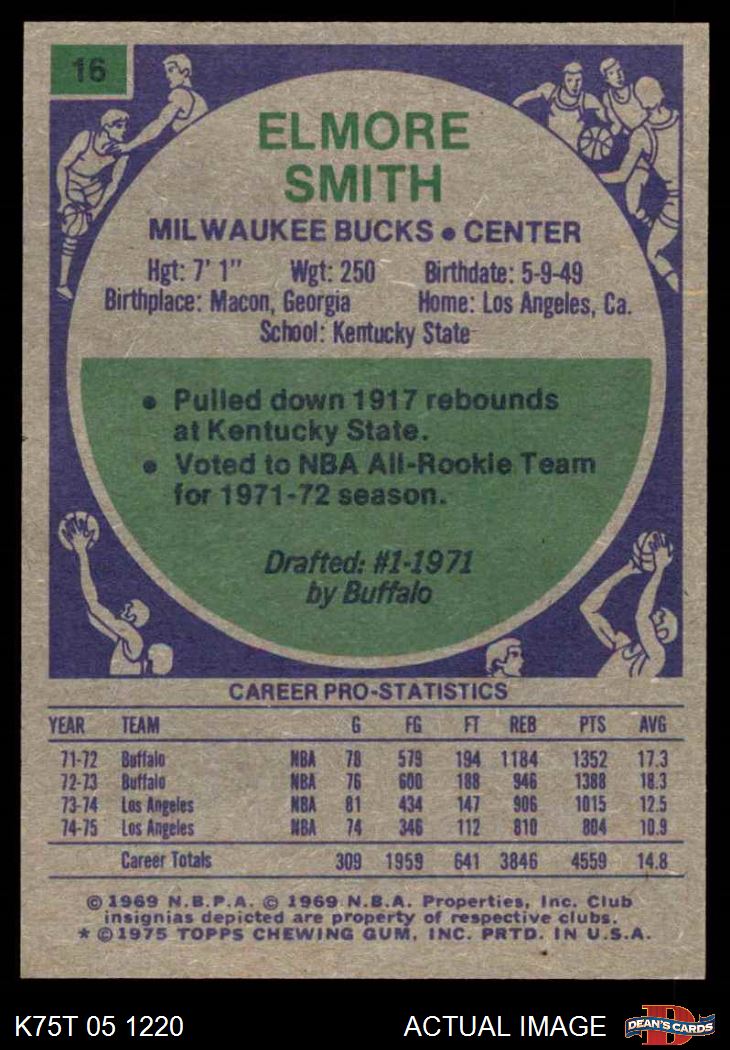 16
ELMORE
SMITH
MILWAUKEE BUCKS • CENTER
Hgt: 7' 1" Wgt: 250 Birthdate: 5-9-49
Birthplace: Macon, Georgia Home: Los Angeles, Ca.
School: Kentucky State
• Pulled down 1917 rebounds
at Kentucky State.
• Voted to NBA All-Rookie Team
for 1971-72 season.
Drafted: #1-1971
by Buffalo
CAREER PRO-STATISTICS
YEAR TEAM G FG FT REB PTS AVG
71-72 Buffalo NBA 78 579 194 1184 1352 17.3
72-73 Buffalo NBA 76 600 188 946 1388 18.3
73-74 Los Angeles NBA 81 434 147 906 1015 12.5
74-75 Los Angeles NBA 74 346 112 810 804 10.9
Career Totals 309 1959 641 3846 4559 14.8
© 1969 N.B.P.A. © 1969 N.B.A. Properties, Inc. Club
insignias depicted are property of respective clubs.
* © 1975 TOPPS CHEWING GUM, INC. PRTD. IN U.S.A.
K75T 05 1220 ACTUAL IMAGE D DEAN'S CARDS